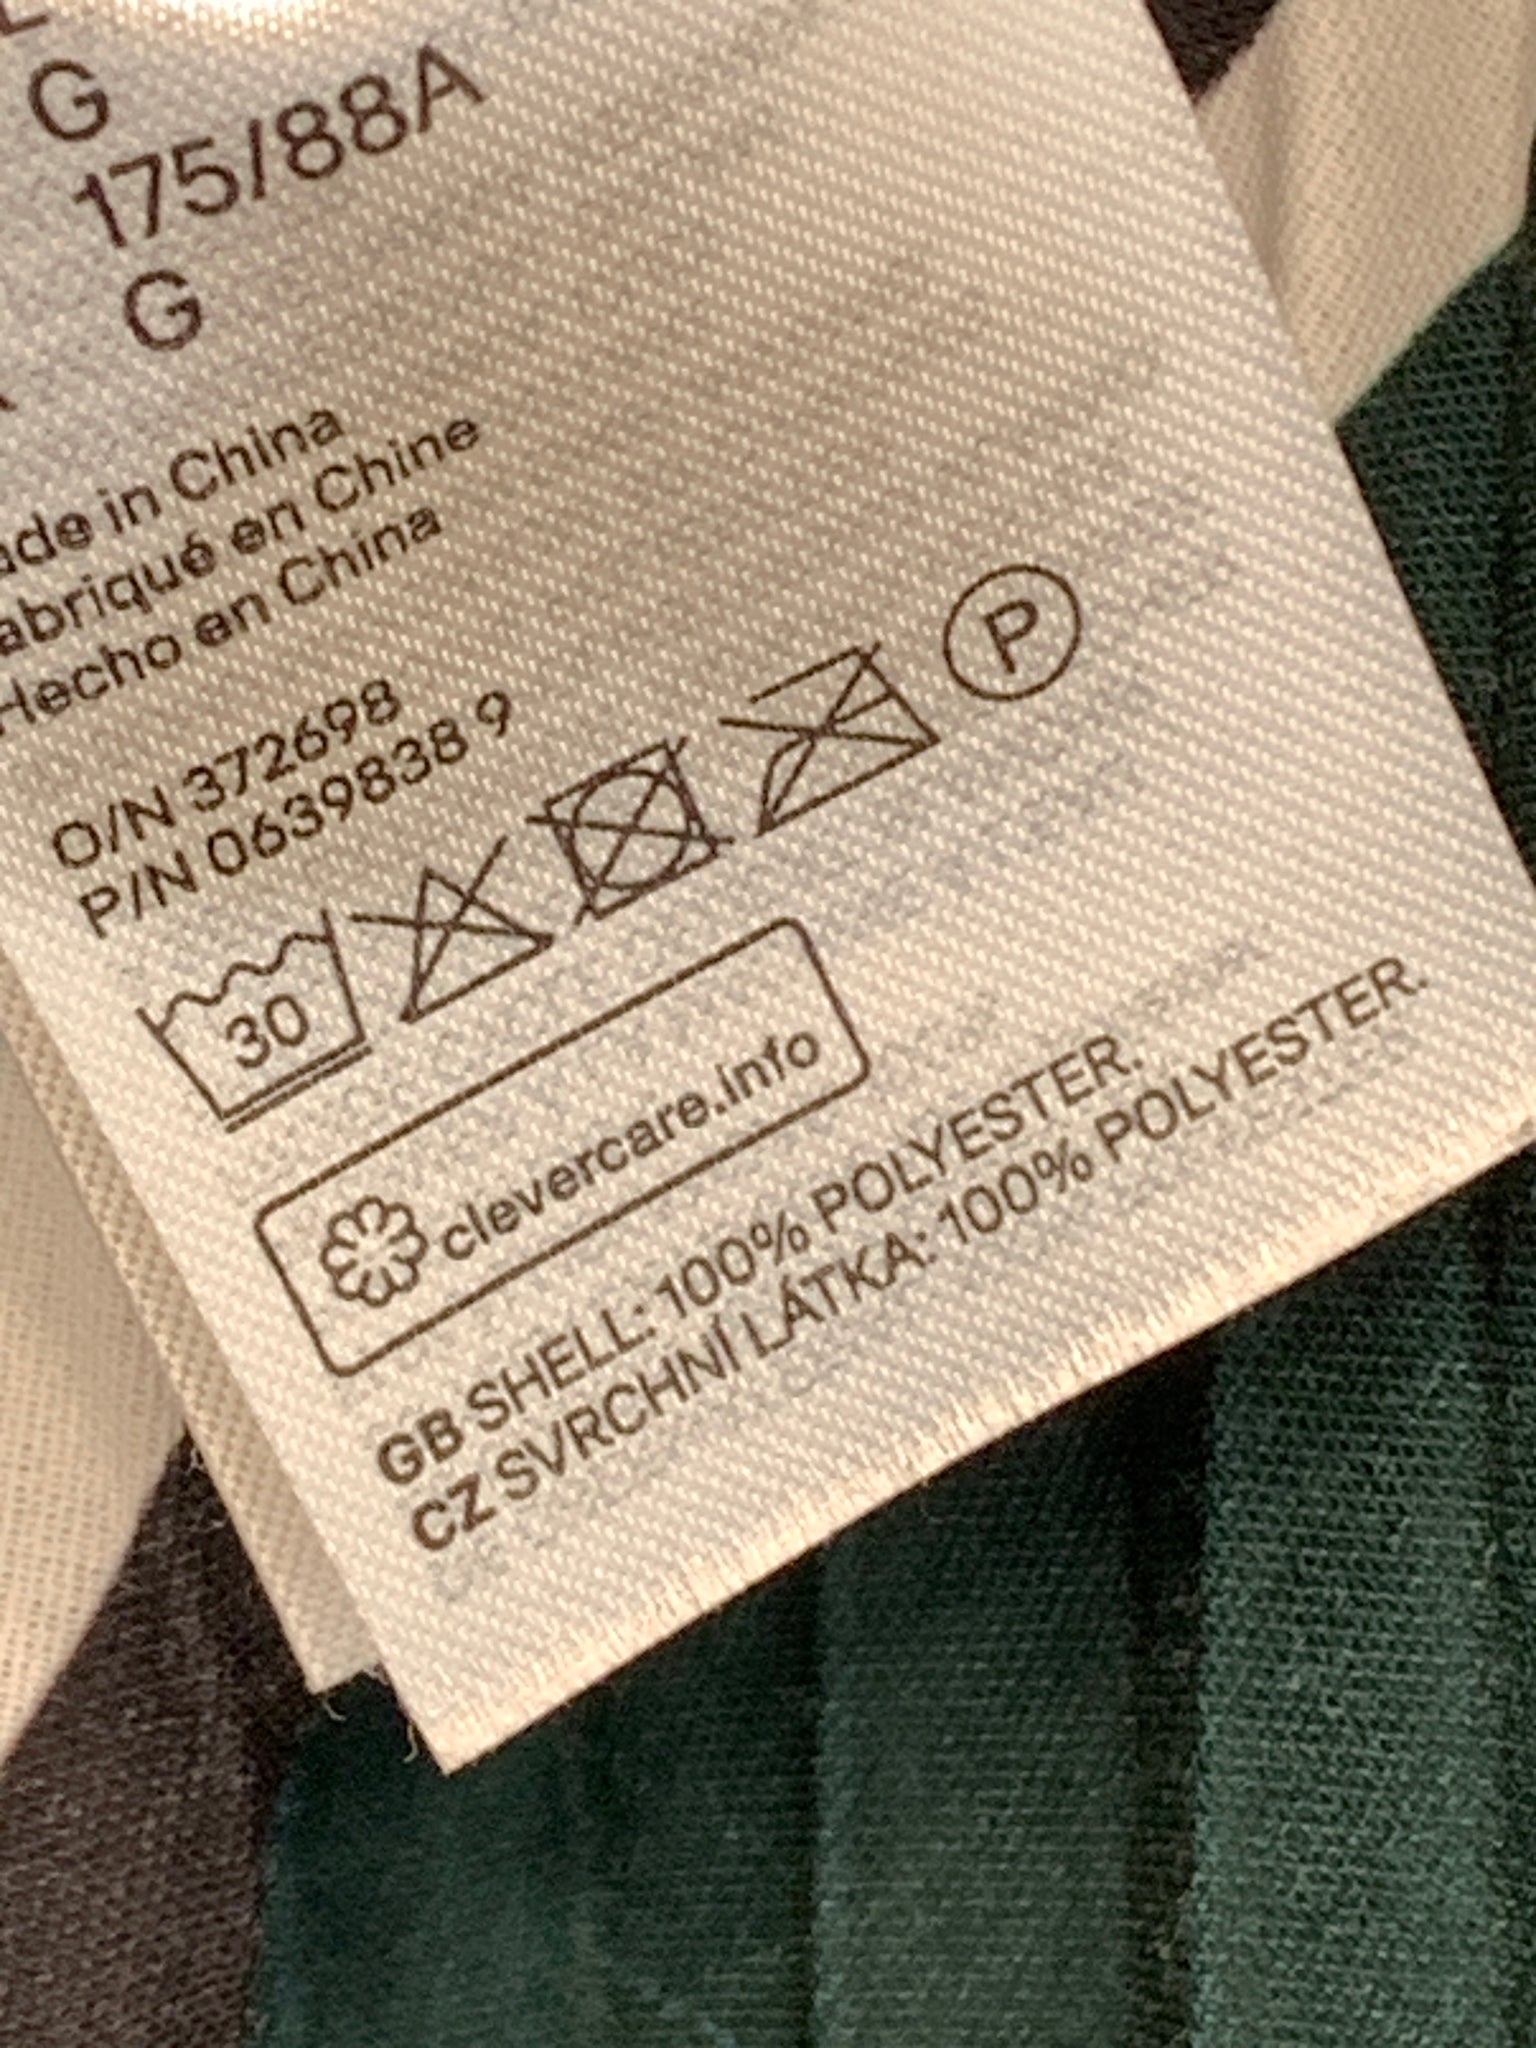 G
175/88A
G
ade in China
abriqué en Chine
Hecho en China
O/N 372698
P/N 0639838 9
30
P
clevercare.info
GB SHELL: 100% POLYESTER.
CZ SVRCHNÍ LÁTKA: 100% POLYESTER.